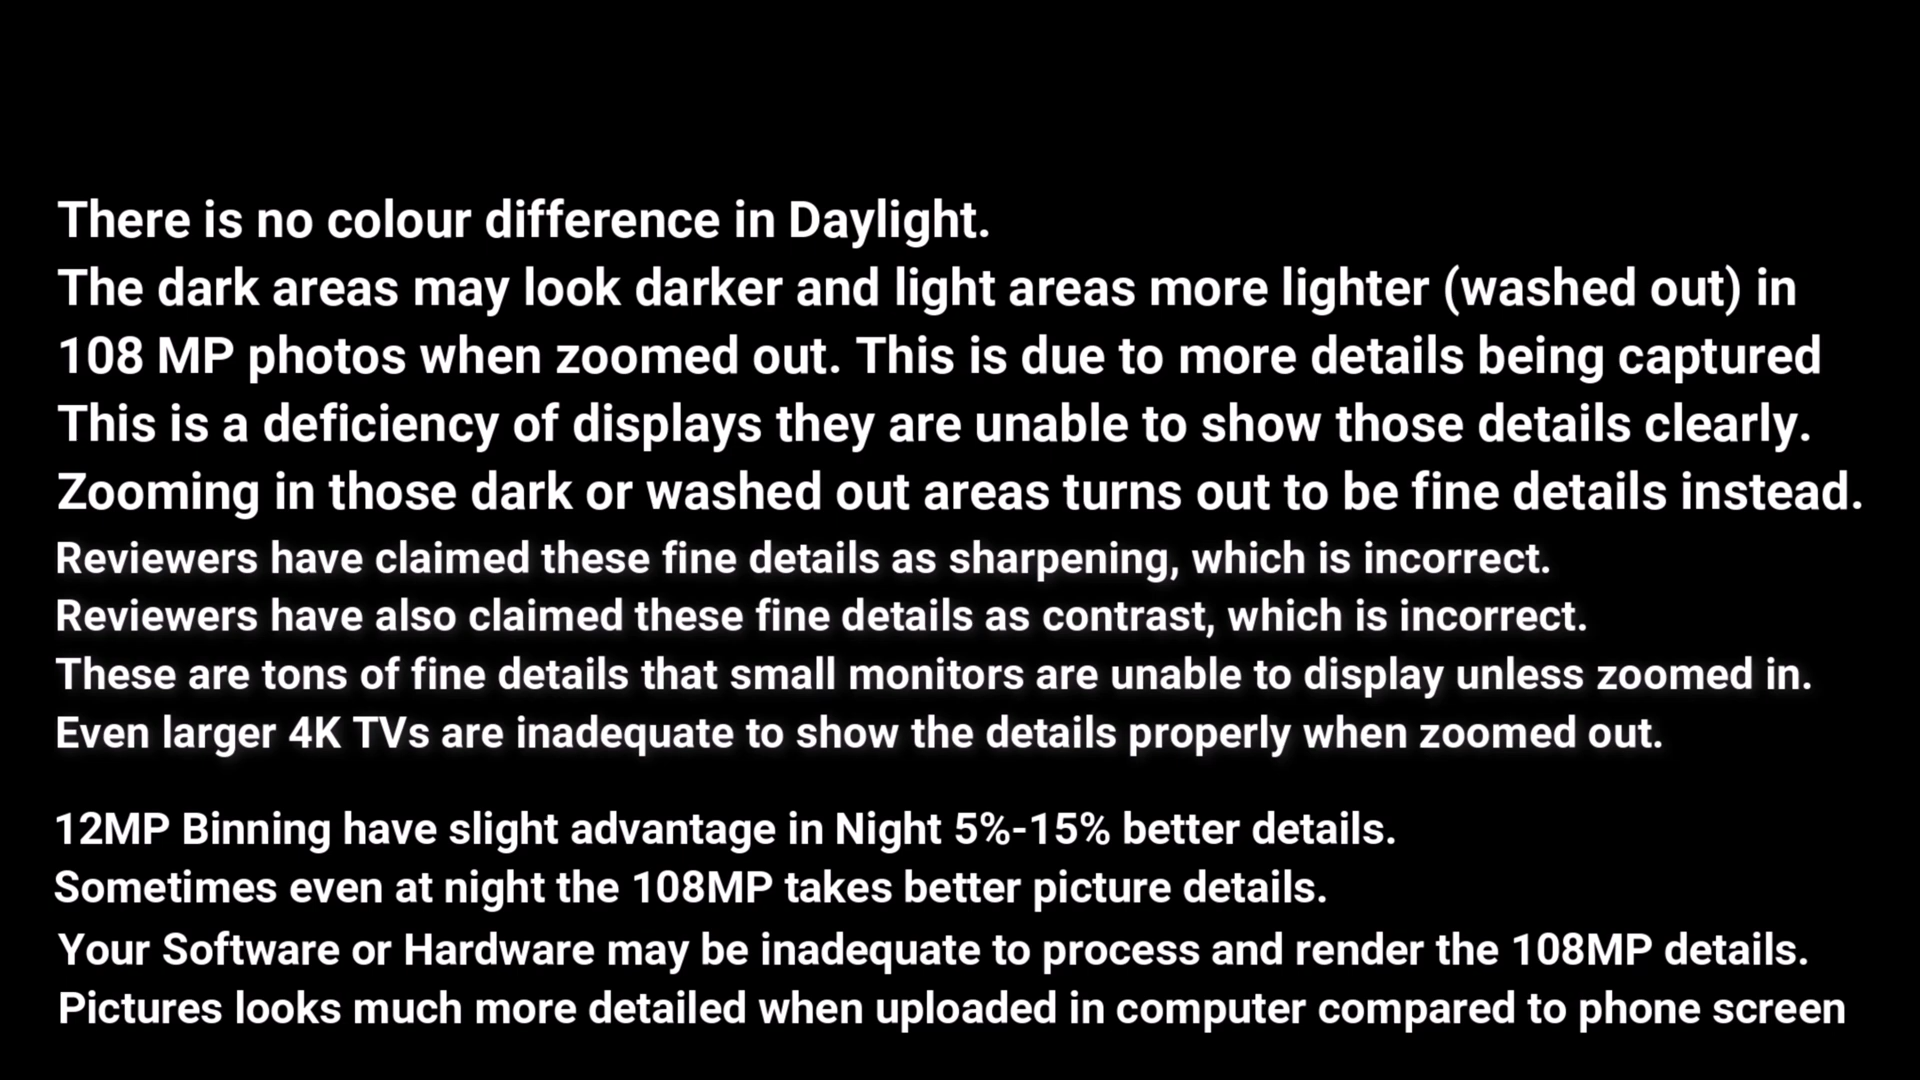 There is no colour difference in Daylight.
The dark areas may look darker and light areas more lighter (washed out) in
108 MP photos when zoomed out. This is due to more details being captured
This is a deficiency of displays they are unable to show those details clearly.
Zooming in those dark or washed out areas turns out to be fine details instead.
Reviewers have claimed these fine details as sharpening, which is incorrect.
Reviewers have also claimed these fine details as contrast, which is incorrect.
These are tons of fine details that small monitors are unable to display unless zoomed in.
Even larger 4K TVs are inadequate to show the details properly when zoomed out.
12MP Binning have slight advantage in Night 5%-15% better details.
Sometimes even at night the 108MP takes better picture details.
Your Software or Hardware may be inadequate to process and render the 108MP details.
Pictures looks much more detailed when uploaded in computer compared to phone screen